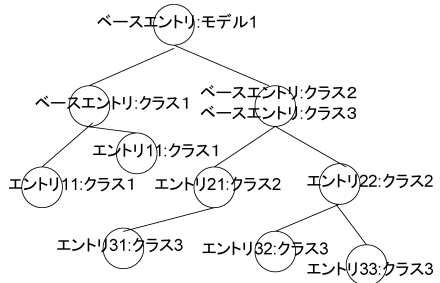 ベースエントリ:モデル1
ベースエントリ:クラス1
ベースエントリ:クラス2
ベースエントリ:クラス3
エントリ11:クラス1
エントリ11:クラス1
エントリ21:クラス2
エントリ22:クラス2
エントリ31:クラス3
エントリ32:クラス3
エントリ33:クラス3